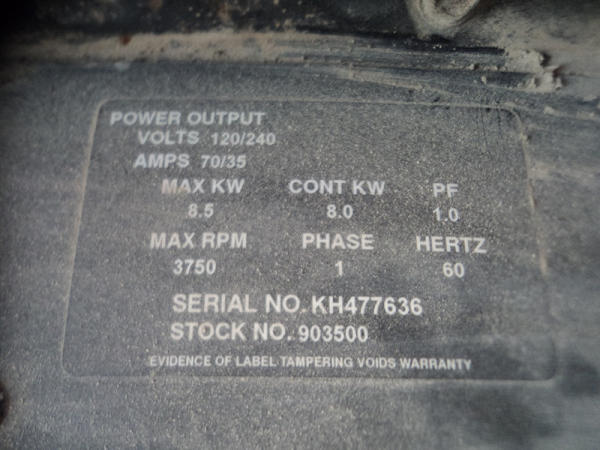 POWER OUTPUT
VOLTS 120/240
AMPS 70/35
MAX KW CONT KW PF
8.5 8.0 1.0
MAX RPM PHASE HERTZ
3750 1 60
SERIAL NO. KH477636
STOCK NO. 903500
EVIDENCE OF LABEL TAMPERING VOIDS WARRANTY